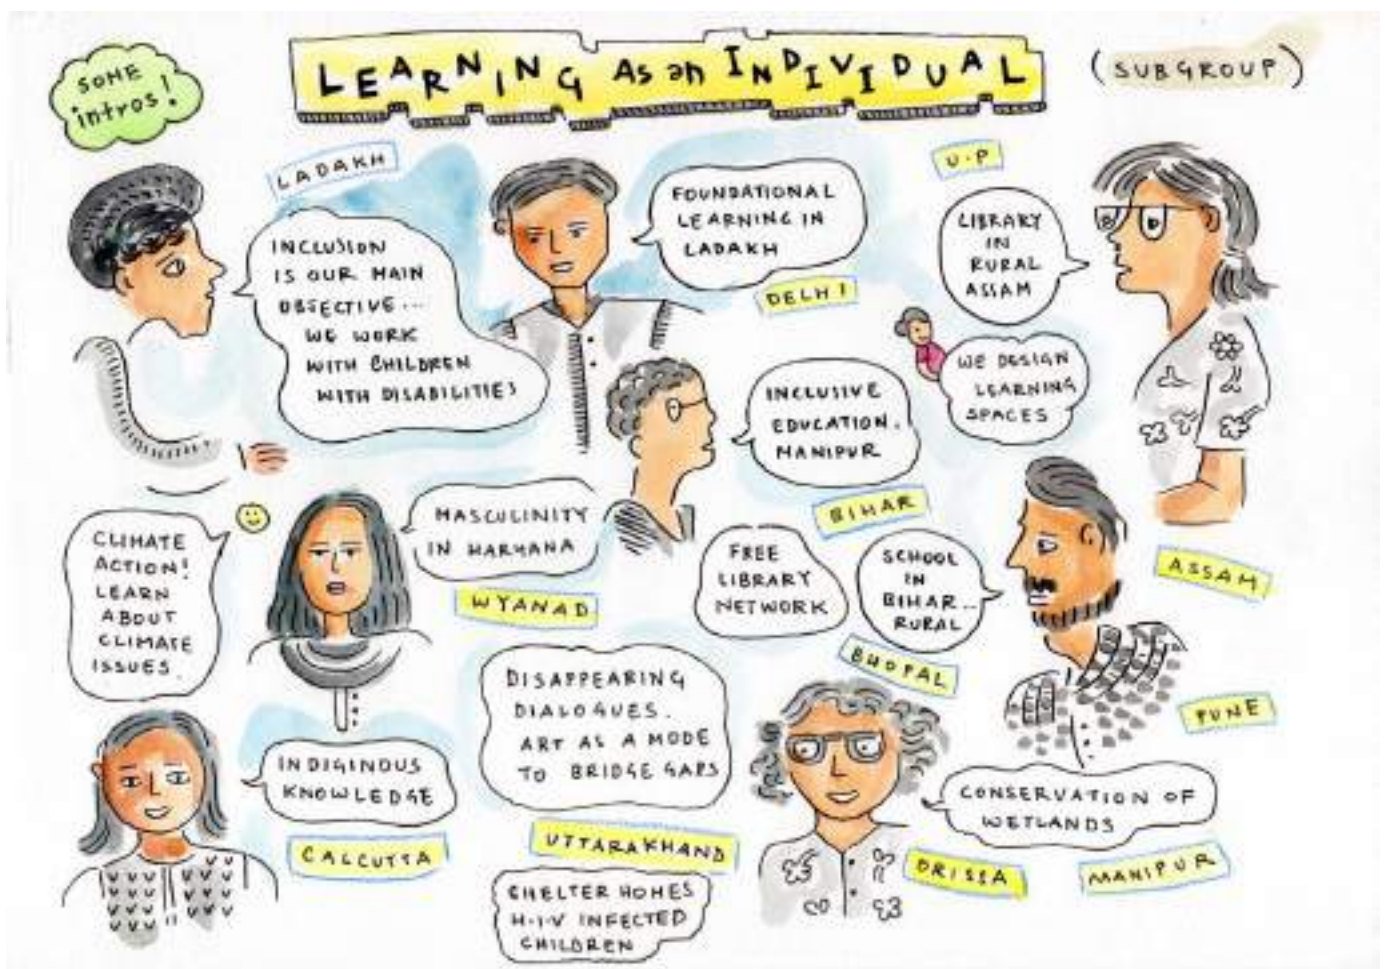 SOME
intros!
LEARNING As an INDIVIDUAL
(SUBGROUP)
LADAKH
INCLUSION
IS OUR MAIN
OBJECTIVE...
WE WORK
WITH CHILDREN
WITH DISABILITIES
FOUNDATIONAL
LEARNING IN
LADAKH
U.P
LIBRARY
IN
RURAL
ASSAM
DELHI
WE DESIGN
LEARNING
SPACES
INCLUSIVE
EDUCATION.
MANIPUR
CLIMATE
ACTION!
LEARN
ABOUT
CLIMATE
ISSUES.
MASCULINITY
IN HARYANA
WYANAD
BIHAR
FREE
LIBRARY
NETWORK
SCHOOL
IN
BIHAR...
RURAL
ASSAM
BHOPAL
PUNE
DISAPPEARING
DIALOGUES.
ART AS A MODE
TO BRIDGE GAPS
INDIGINOUS
KNOWLEDGE
CALCUTTA
UTTARAKHAND
SHELTER HOMES
H.I.V INFECTED
CHILDREN
CONSERVATION OF
WETLANDS
ORISSA
MANIPUR